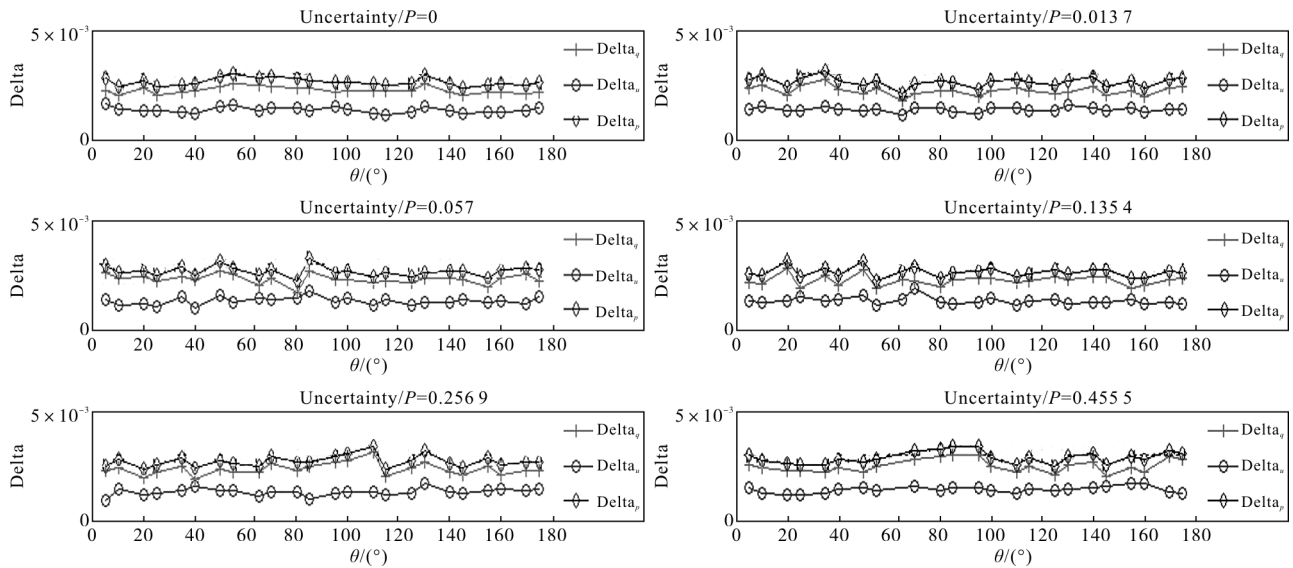 Uncertainty/P=0
5×10⁻³
Delta
0
Delta_q
Delta_u
Delta_p
0 20 40 60 80 100 120 140 160 180
θ/(°)
Uncertainty/P=0.013 7
5×10⁻³
Delta
0
Delta_q
Delta_u
Delta_p
0 20 40 60 80 100 120 140 160 180
θ/(°)
Uncertainty/P=0.057
5×10⁻³
Delta
0
Delta_q
Delta_u
Delta_p
0 20 40 60 80 100 120 140 160 180
θ/(°)
Uncertainty/P=0.135 4
5×10⁻³
Delta
0
Delta_q
Delta_u
Delta_p
0 20 40 60 80 100 120 140 160 180
θ/(°)
Uncertainty/P=0.256 9
5×10⁻³
Delta
0
Delta_q
Delta_u
Delta_p
0 20 40 60 80 100 120 140 160 180
θ/(°)
Uncertainty/P=0.455 5
5×10⁻³
Delta
0
Delta_q
Delta_u
Delta_p
0 20 40 60 80 100 120 140 160 180
θ/(°)